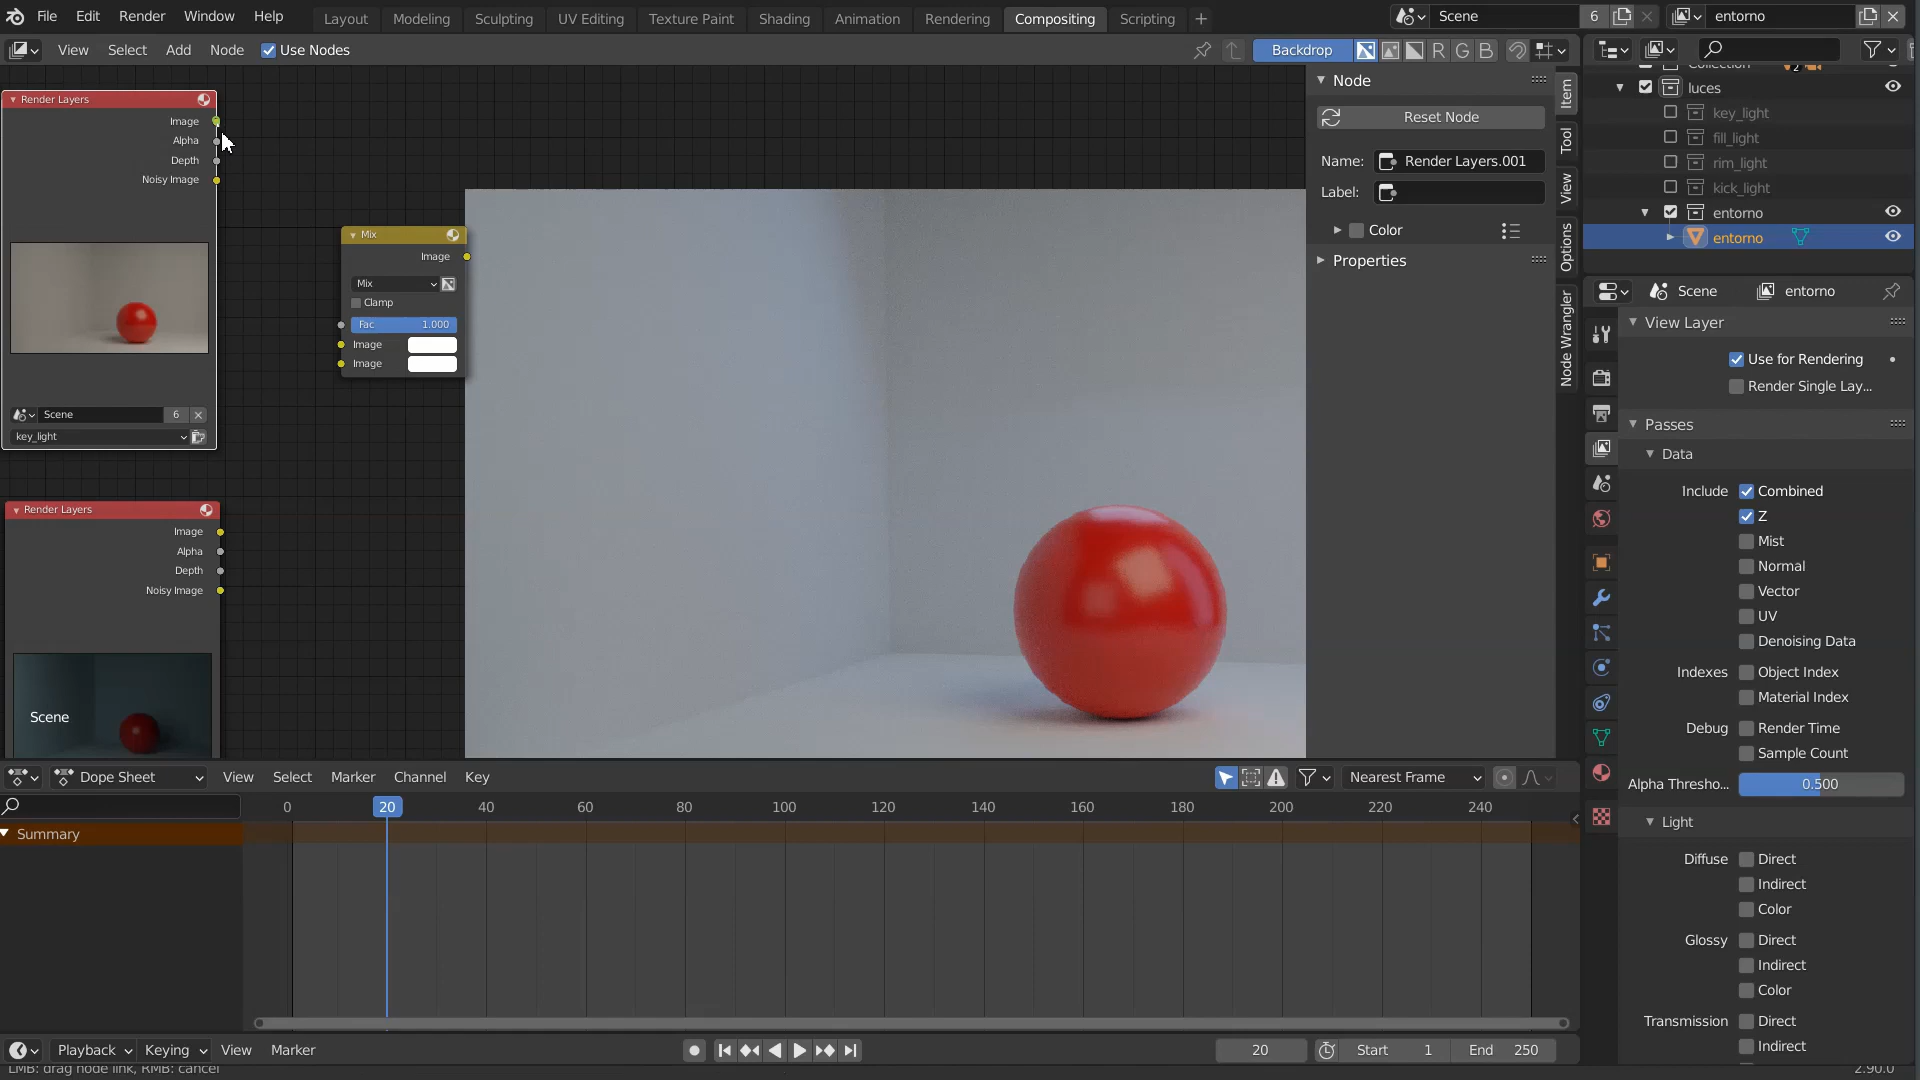 File Edit Render Window Help Layout Modeling Sculpting UV Editing Texture Paint Shading Animation Rendering Compositing Scripting + Scene 6 entorno
View Select Add Node Use Nodes Backdrop R G B
Render Layers
Image
Alpha
Depth
Noisy Image
Scene 6
key_light
Mix
Image
Mix
Clamp
Fac 1.000
Image
Image
Render Layers
Image
Alpha
Depth
Noisy Image
Scene
Node
Reset Node
Name: Render Layers.001
Label:
Color
Properties
Item
Tool
View
Options
Node Wrangler
Collection 2
luces
key_light
fill_light
rim_light
kick_light
entorno
entorno
Scene entorno
View Layer
Use for Rendering
Render Single Lay...
Passes
Data
Include Combined
Z
Mist
Normal
Vector
UV
Denoising Data
Indexes Object Index
Material Index
Debug Render Time
Sample Count
Alpha Thresho... 0.500
Light
Diffuse Direct
Indirect
Color
Glossy Direct
Indirect
Color
Transmission Direct
Indirect
Dope Sheet View Select Marker Channel Key Nearest Frame
0 20 40 60 80 100 120 140 160 180 200 220 240
Summary
Playback Keying View Marker 20 Start 1 End 250
LMB: drag node link, RMB: cancel 2.90.0